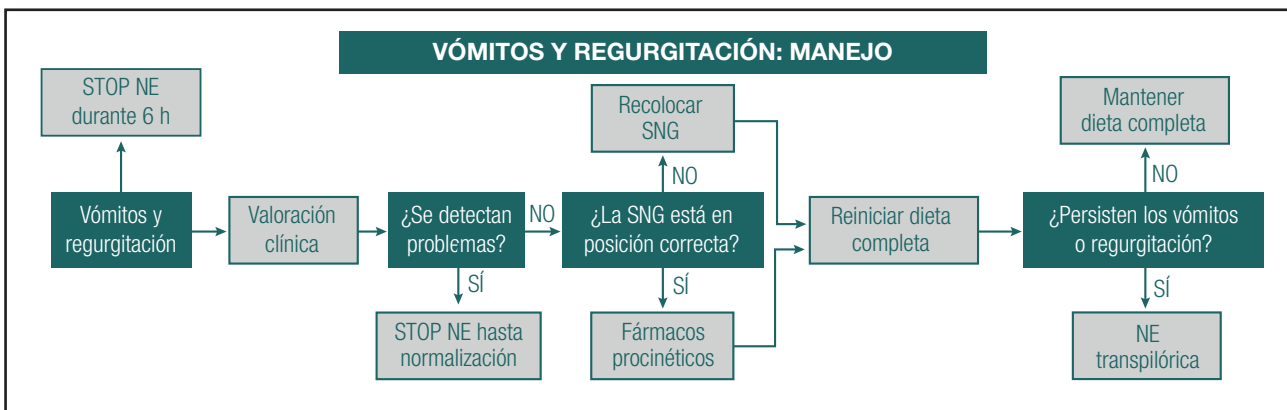 VÓMITOS Y REGURGITACIÓN: MANEJO
STOP NE
durante 6 h
Recolocar
SNG
Mantener
dieta completa
NO
NO
Vómitos y
regurgitación
Valoración
clínica
¿Se detectan
problemas?
NO
¿La SNG está en
posición correcta?
Reiniciar dieta
completa
¿Persisten los vómitos
o regurgitación?
SÍ
SÍ
SÍ
STOP NE hasta
normalización
Fármacos
procinéticos
NE
transpilórica